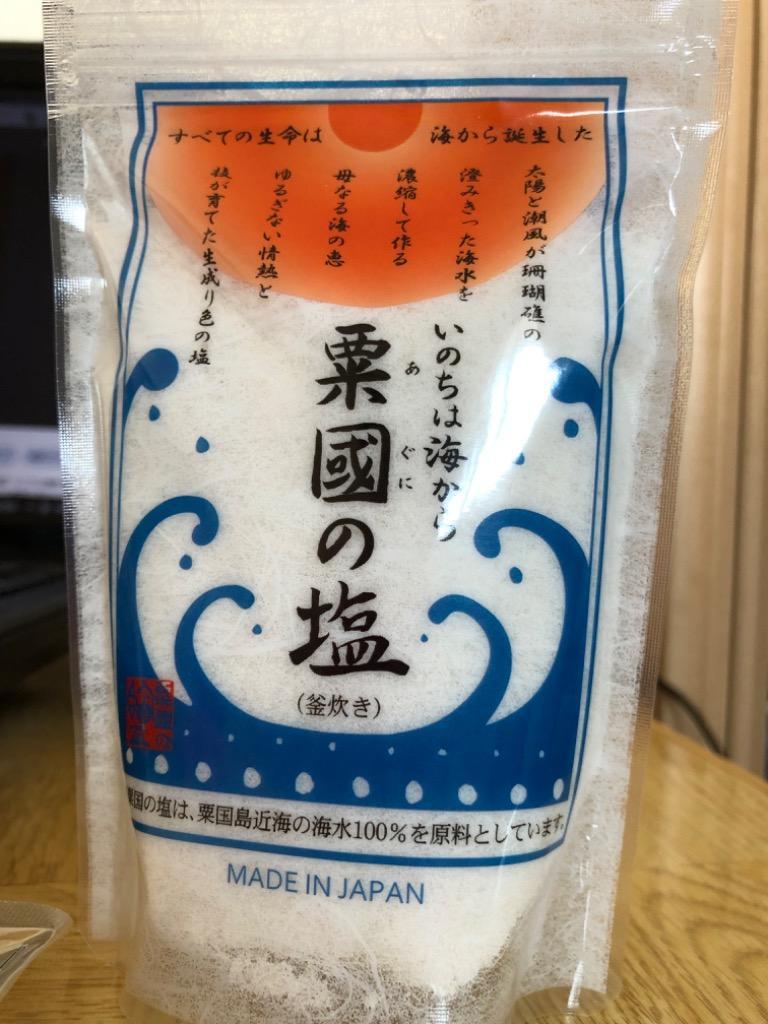 すべての生命は 海から誕生した
太陽と潮風が珊瑚礁の
澄みきった海水を
濃縮して作る
母なる海の恵
ゆるぎない情熱と
技が育てた生成り色の塩
いのちは海から
粟國の塩
あぐに
(釜炊き)
粟国の塩は、粟国島近海の海水100%を原料としています。
MADE IN JAPAN